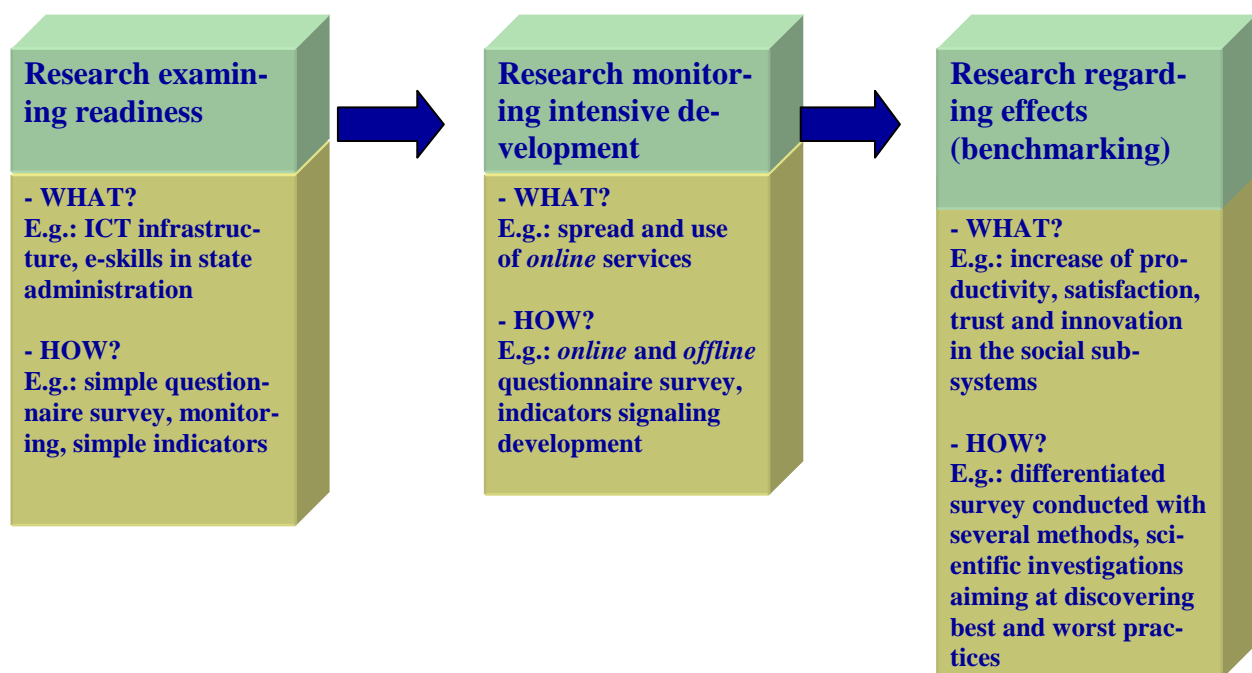 Research examin-
ing readiness
- WHAT?
E.g.: ICT infrastruc-
ture, e-skills in state
administration
- HOW?
E.g.: simple question-
naire survey, monitor-
ing, simple indicators
Research monitor-
ing intensive de-
velopment
- WHAT?
E.g.: spread and use
of online services
- HOW?
E.g.: online and offline
questionnaire survey,
indicators signaling
development
Research regard-
ing effects
(benchmarking)
- WHAT?
E.g.: increase of pro-
ductivity, satisfaction,
trust and innovation
in the social sub-
systems
- HOW?
E.g.: differentiated
survey conducted with
several methods, sci-
entific investigations
aiming at discovering
best and worst prac-
tices